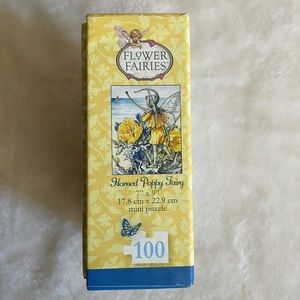 FLOWER
FAIRIES
Horned Poppy Fairy
7" x 9"
17.8 cm x 22.9 cm
mini puzzle
100